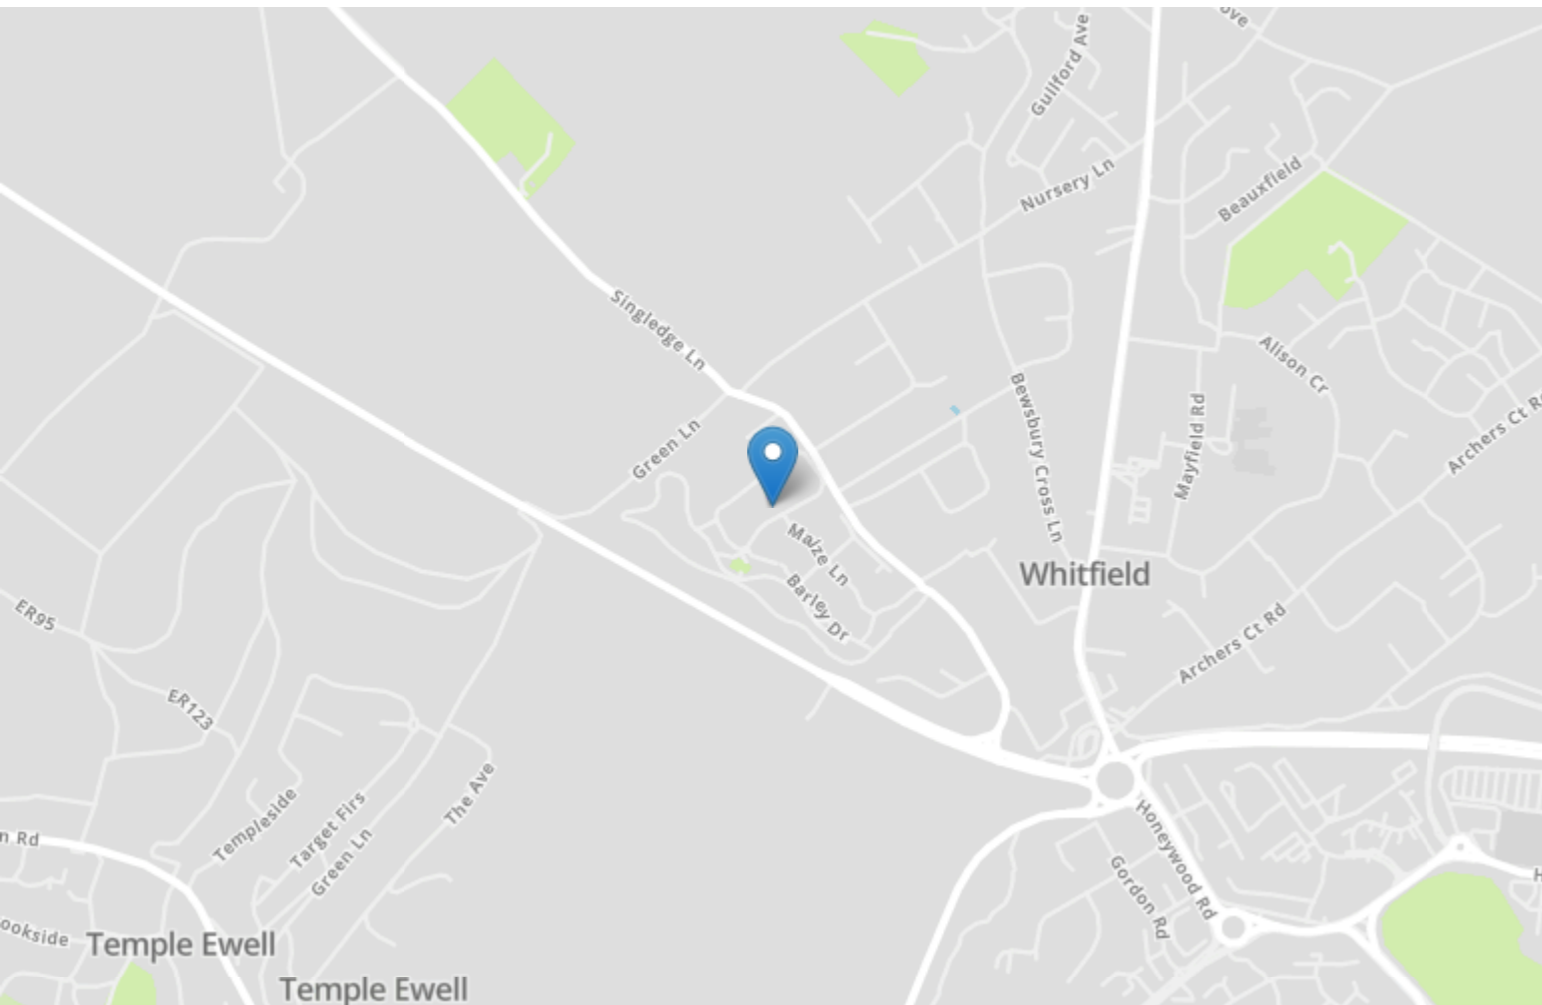 Guilford Ave
Nursery Ln
Beauxfield
Singledge Ln
Alison Cr
Green Ln
Bewsbury Cross Ln
Mayfield Rd
Archers Ct Rd
Maize Ln
Whitfield
Barley Dr
ER95
Archers Ct Rd
ER123
The Ave
Templeside
Target Firs
Green Ln
Honeywood Rd
Gordon Rd
n Rd
ookside
Temple Ewell
Temple Ewell
H